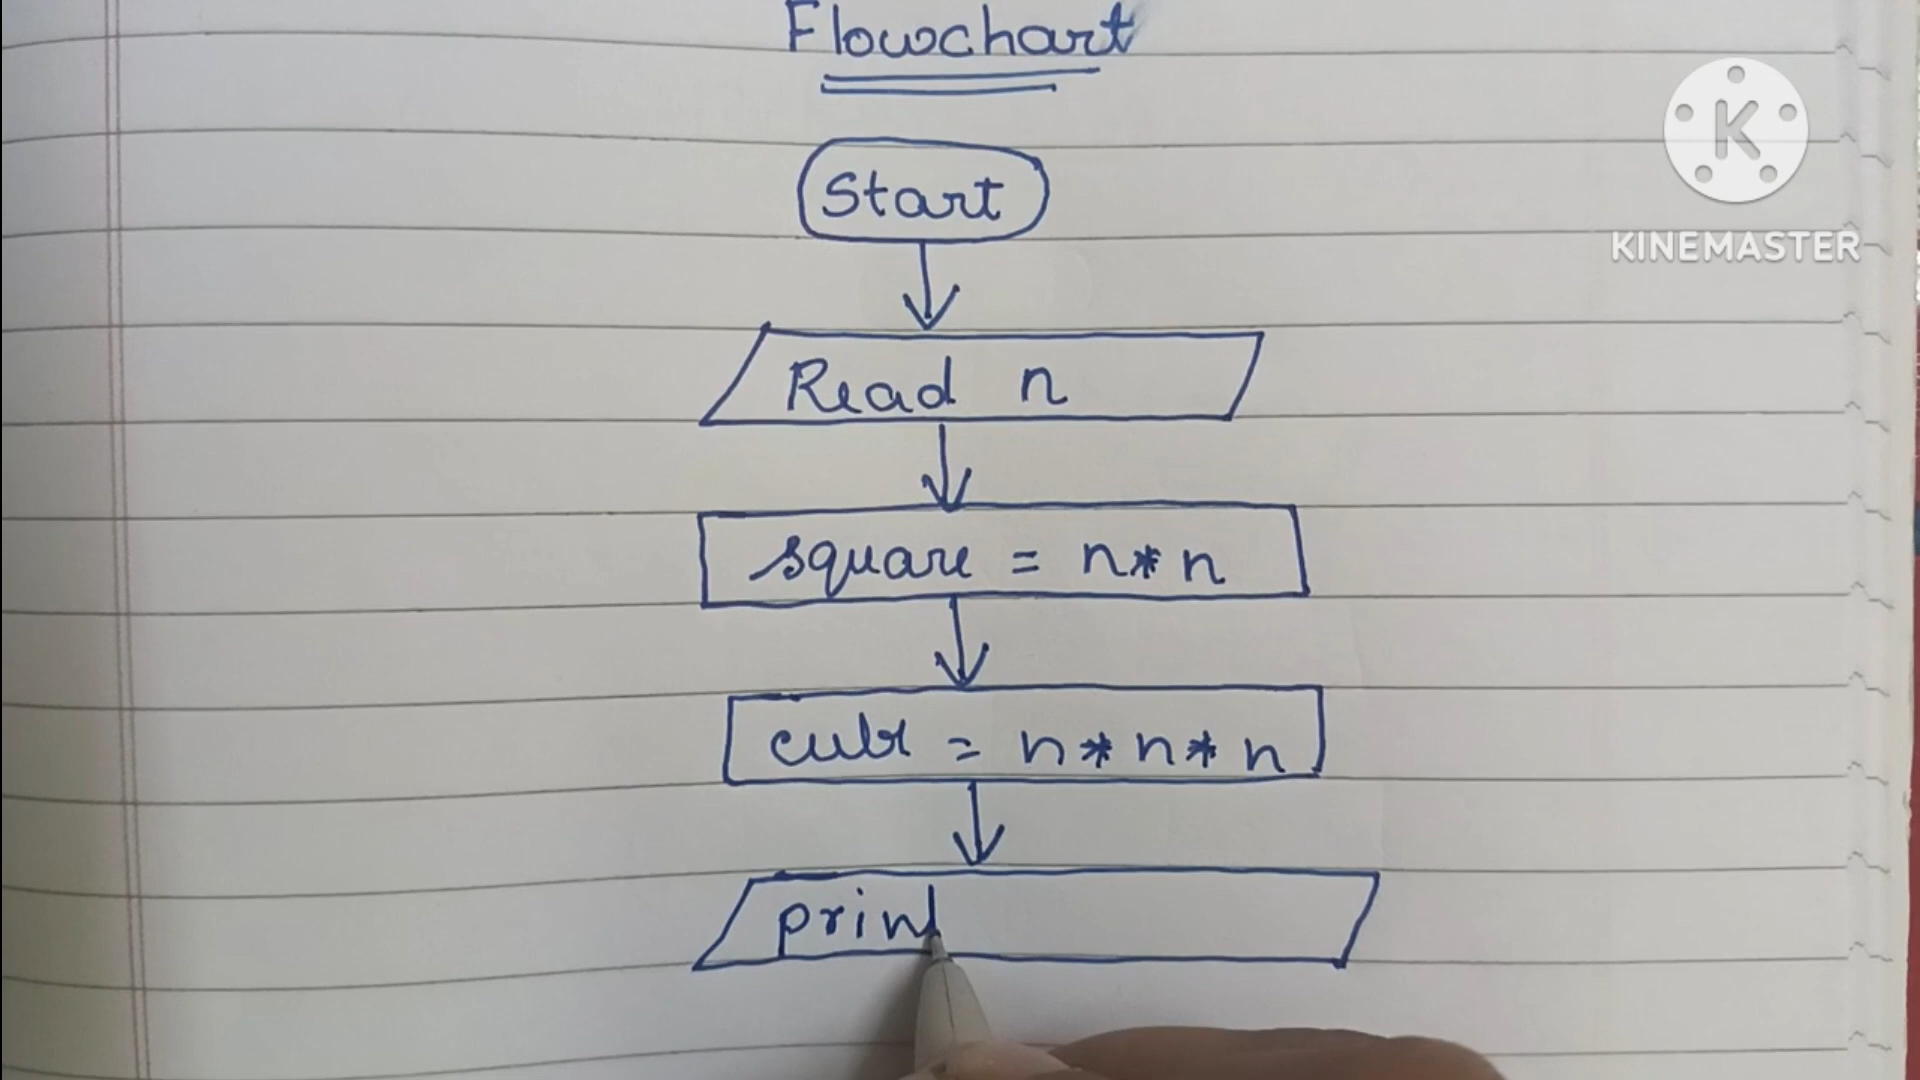 Flowchart
K
KINEMASTER
Start
Read n
square = n*n
cube = n*n*n
print